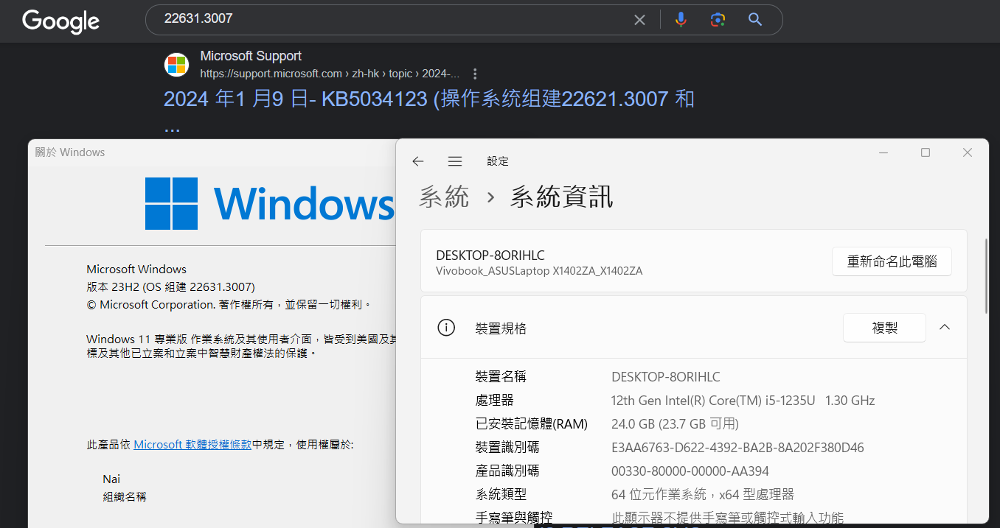 Google
22631.3007
Microsoft Support
https://support.microsoft.com › zh-hk › topic › 2024-...
2024 年1 月9 日- KB5034123 (操作系统组建22621.3007 和
...
關於 Windows
Windows
Microsoft Windows
版本 23H2 (OS 組建 22631.3007)
© Microsoft Corporation. 著作權所有，並保留一切權利。
Windows 11 專業版 作業系統及其使用者介面，皆受到美國及其
標及其他已立案和立案中智慧財產權法的保護。
此產品依 Microsoft 軟體授權條款中規定，使用權屬於:
Nai
組織名稱
設定
系統 › 系統資訊
DESKTOP-8ORIHLC
Vivobook_ASUSLaptop X1402ZA_X1402ZA
重新命名此電腦
裝置規格
複製
裝置名稱 DESKTOP-8ORIHLC
處理器 12th Gen Intel(R) Core(TM) i5-1235U 1.30 GHz
已安裝記憶體(RAM) 24.0 GB (23.7 GB 可用)
裝置識別碼 E3AA6763-D622-4392-BA2B-8A202F380D46
產品識別碼 00330-80000-00000-AA394
系統類型 64 位元作業系統，x64 型處理器
手寫筆與觸控 此顯示器不提供手寫筆或觸控式輸入功能